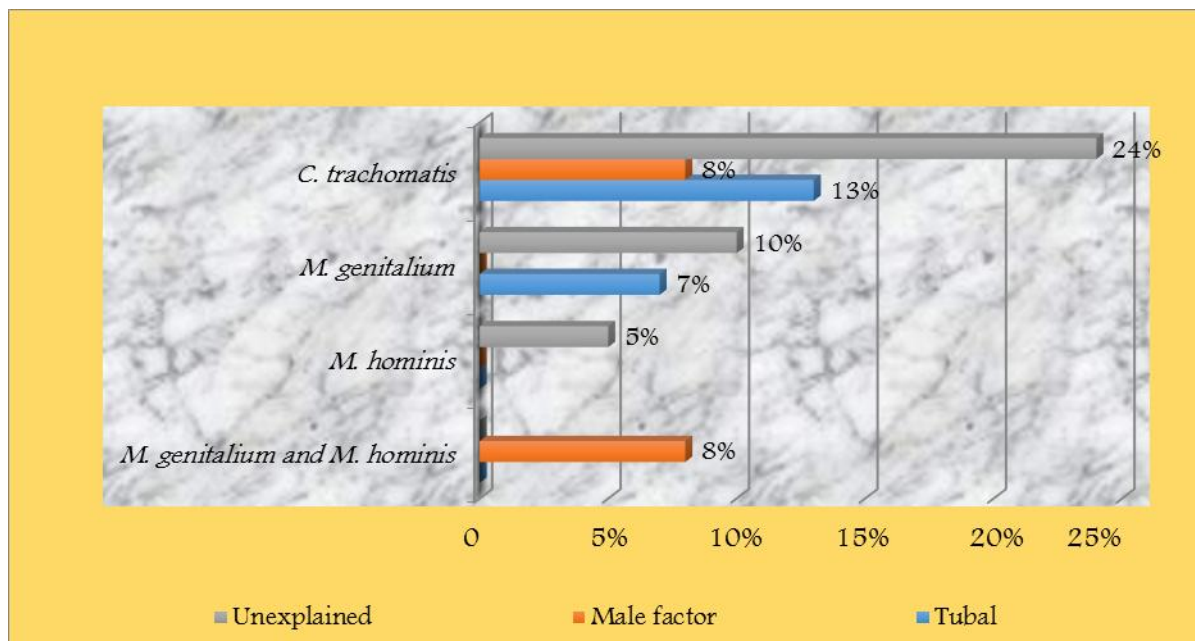 24%
C. trachomatis
8%
13%
10%
M. genitalium
7%
5%
M. hominis
M. genitalium and M. hominis
8%
0 5% 10% 15% 20% 25%
Unexplained Male factor Tubal